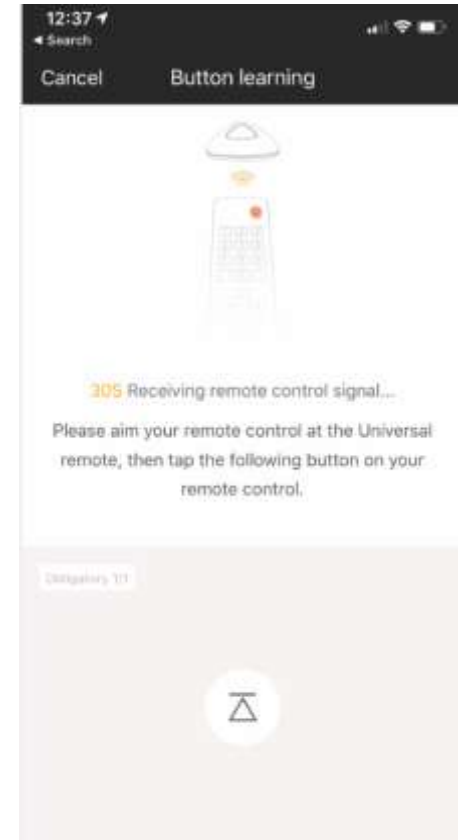 12:37
Search
Cancel
Button learning
30S Receiving remote control signal...
Please aim your remote control at the Universal
remote, then tap the following button on your
remote control.
Obligatory 1/1